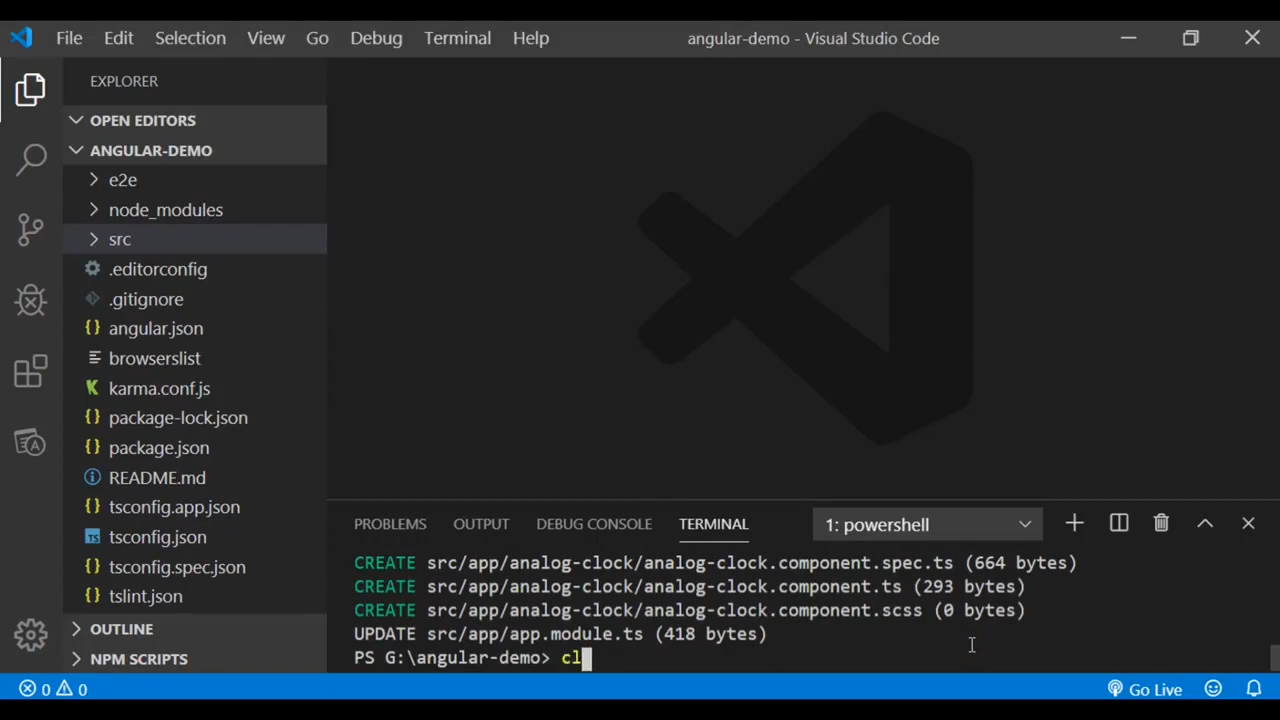 File Edit Selection View Go Debug Terminal Help
angular-demo - Visual Studio Code
EXPLORER
OPEN EDITORS
ANGULAR-DEMO
e2e
node_modules
src
.editorconfig
.gitignore
angular.json
browserslist
karma.conf.js
package-lock.json
package.json
README.md
tsconfig.app.json
tsconfig.json
tsconfig.spec.json
tslint.json
OUTLINE
NPM SCRIPTS
PROBLEMS OUTPUT DEBUG CONSOLE TERMINAL 1: powershell
CREATE src/app/analog-clock/analog-clock.component.spec.ts (664 bytes)
CREATE src/app/analog-clock/analog-clock.component.ts (293 bytes)
CREATE src/app/analog-clock/analog-clock.component.scss (0 bytes)
UPDATE src/app/app.module.ts (418 bytes)
PS G:\angular-demo> cl
0 0 Go Live